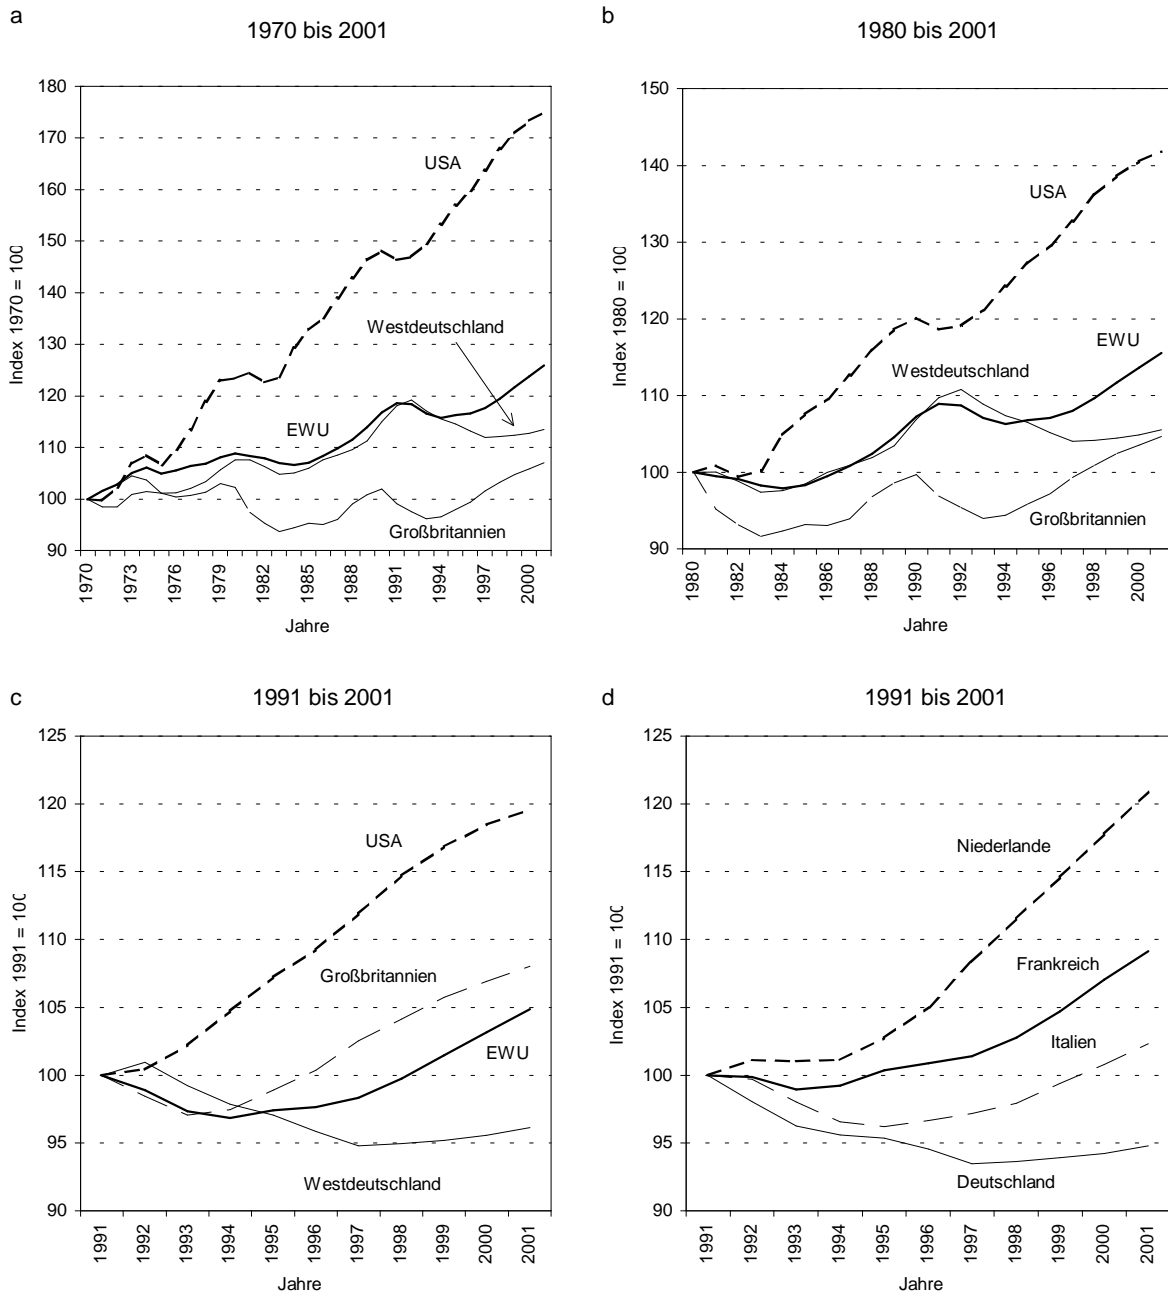 a
1970 bis 2001
180
170
160
150
140
130
120
110
100
90
Index 1970 = 100
USA
Westdeutschland
EWU
Großbritannien
1970
1973
1976
1979
1982
1985
1988
1991
1994
1997
2000
Jahre
b
1980 bis 2001
150
140
130
120
110
100
90
Index 1980 = 100
USA
EWU
Westdeutschland
Großbritannien
1980
1982
1984
1986
1988
1990
1992
1994
1996
1998
2000
Jahre
c
1991 bis 2001
125
120
115
110
105
100
95
90
Index 1991 = 100
USA
Großbritannien
EWU
Westdeutschland
1991
1992
1993
1994
1995
1996
1997
1998
1999
2000
2001
Jahre
d
1991 bis 2001
125
120
115
110
105
100
95
90
Index 1991 = 100
Niederlande
Frankreich
Italien
Deutschland
1991
1992
1993
1994
1995
1996
1997
1998
1999
2000
2001
Jahre